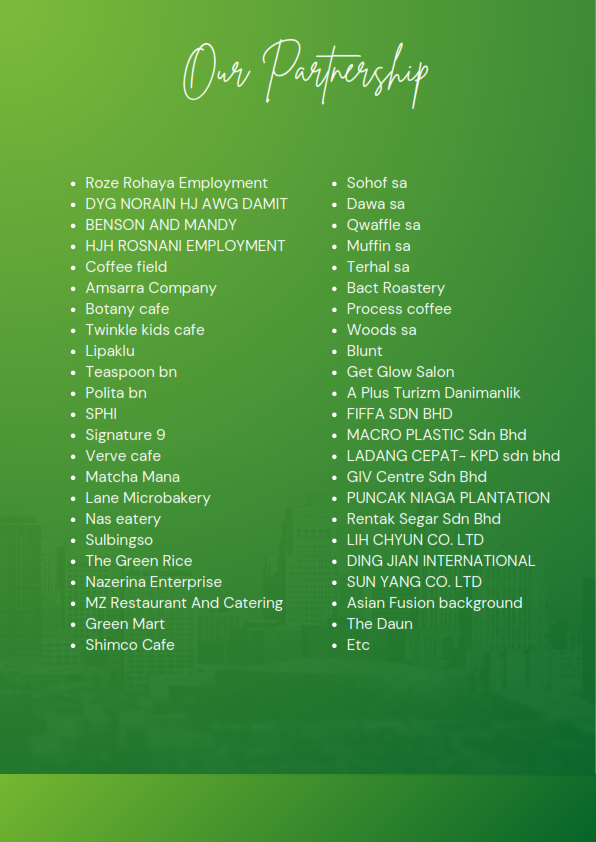 Our Partnership
• Roze Rohaya Employment
• DYG NORAIN HJ AWG DAMIT
• BENSON AND MANDY
• HJH ROSNANI EMPLOYMENT
• Coffee field
• Amsarra Company
• Botany cafe
• Twinkle kids cafe
• Lipaklu
• Teaspoon bn
• Polita bn
• SPHI
• Signature 9
• Verve cafe
• Matcha Mana
• Lane Microbakery
• Nas eatery
• Sulbingso
• The Green Rice
• Nazerina Enterprise
• MZ Restaurant And Catering
• Green Mart
• Shimco Cafe
• Sohof sa
• Dawa sa
• Qwaffle sa
• Muffin sa
• Terhal sa
• Bact Roastery
• Process coffee
• Woods sa
• Blunt
• Get Glow Salon
• A Plus Turizm Danimanlik
• FIFFA SDN BHD
• MACRO PLASTIC Sdn Bhd
• LADANG CEPAT- KPD sdn bhd
• GIV Centre Sdn Bhd
• PUNCAK NIAGA PLANTATION
• Rentak Segar Sdn Bhd
• LIH CHYUN CO. LTD
• DING JIAN INTERNATIONAL
• SUN YANG CO. LTD
• Asian Fusion background
• The Daun
• Etc